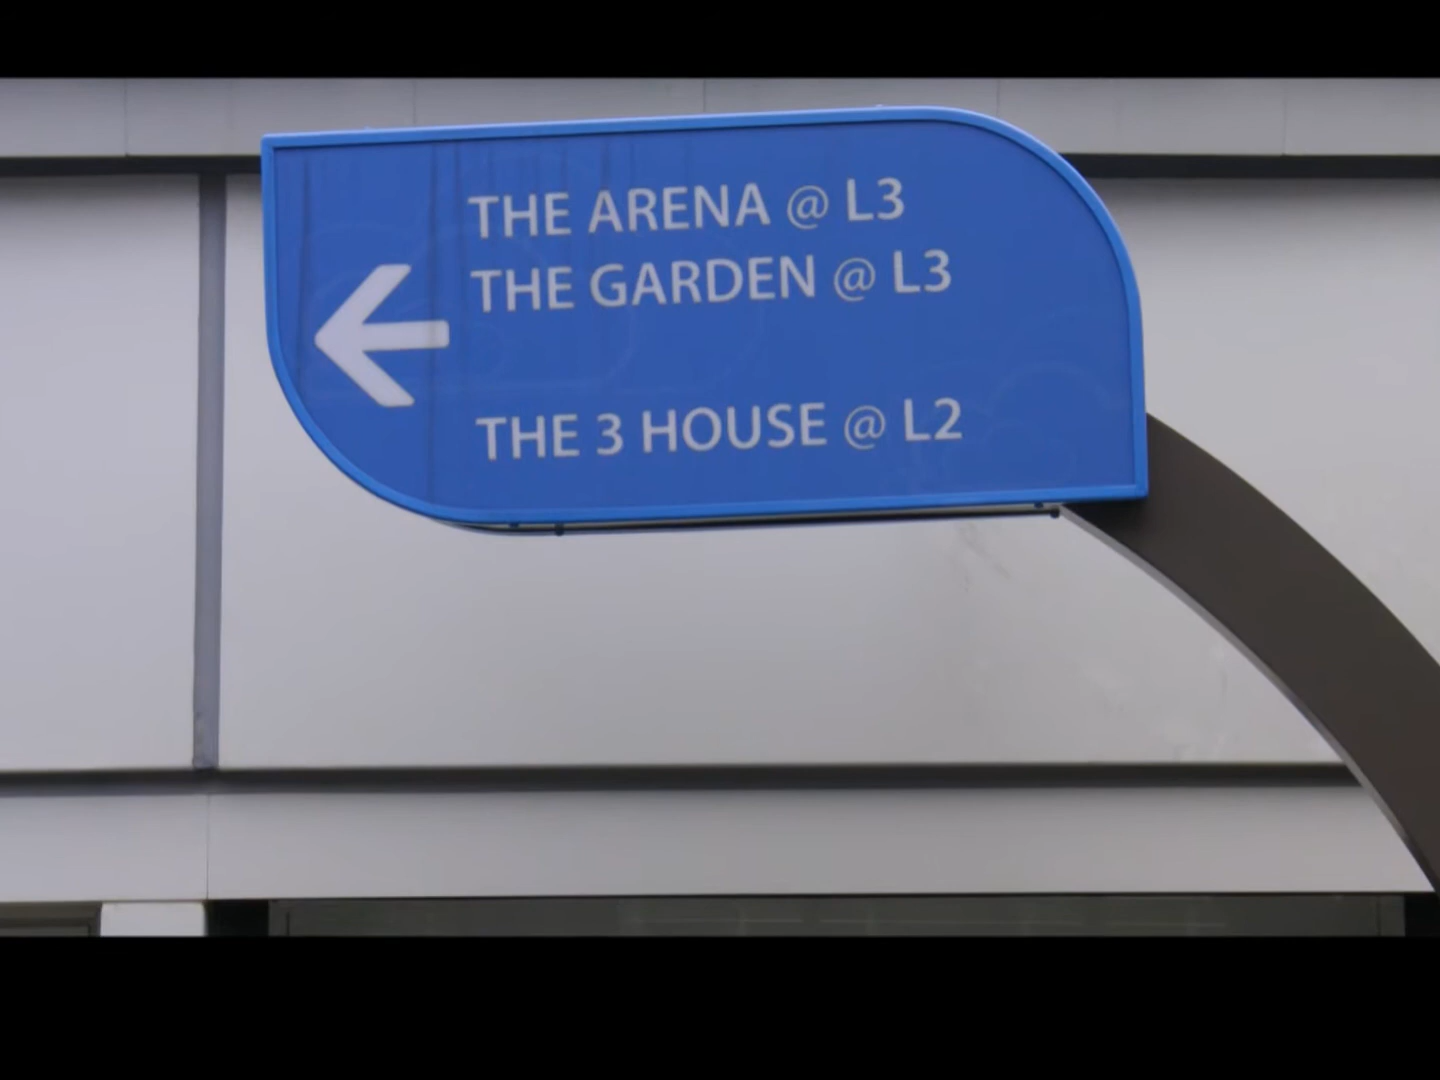 THE ARENA @ L3
THE GARDEN @ L3
THE 3 HOUSE @ L2